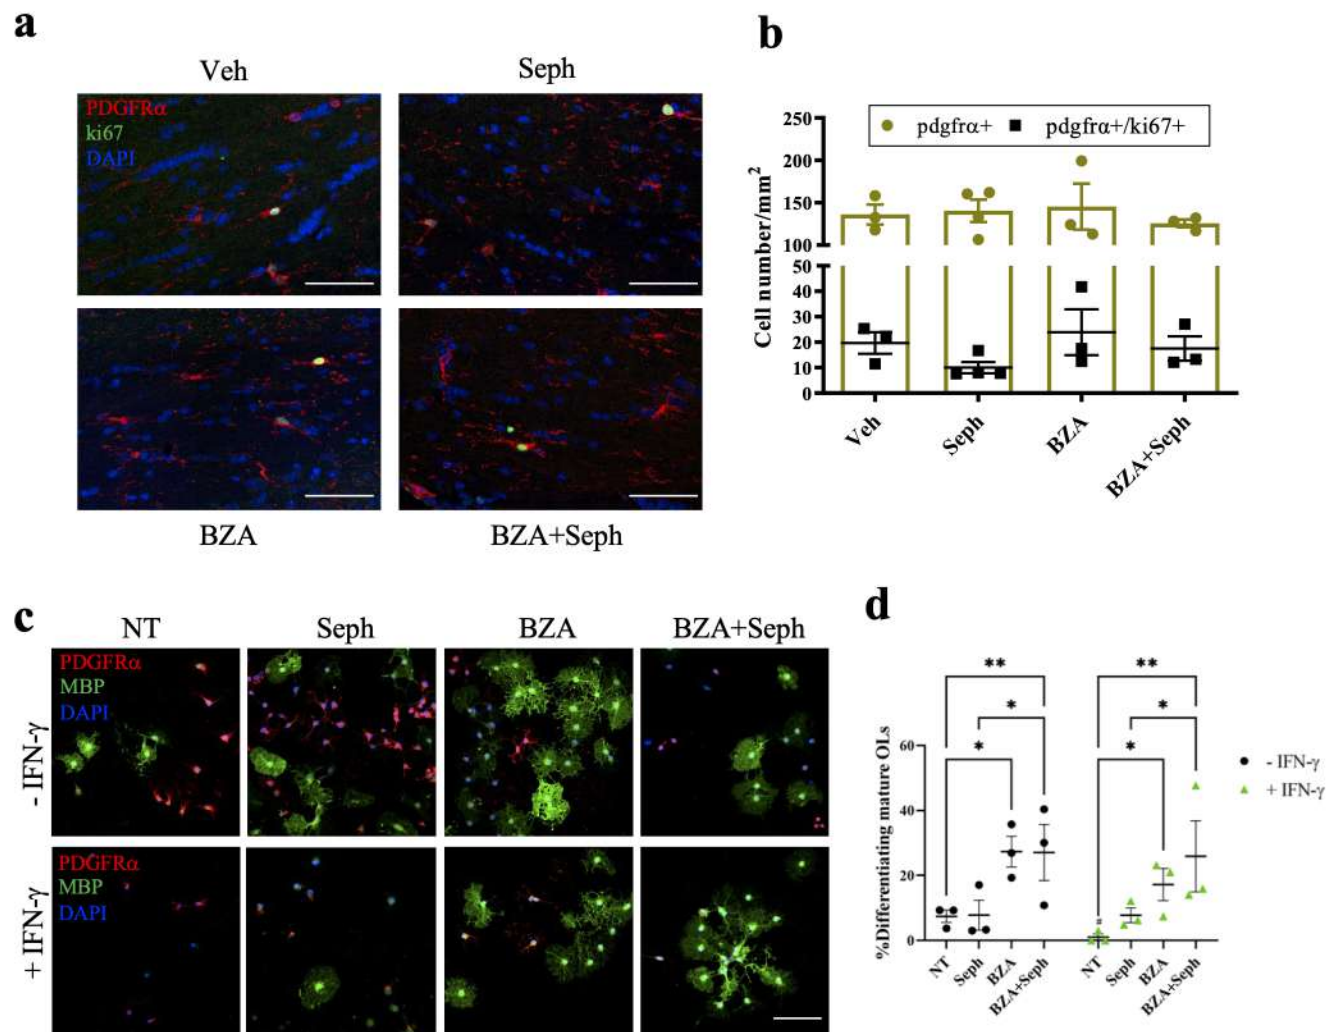 a
Veh
Seph
PDGFRα
ki67
DAPI
BZA
BZA+Seph
b
pdgfrα+
pdgfrα+/ki67+
Cell number/mm²
250
200
150
100
50
40
30
20
10
0
Veh
Seph
BZA
BZA+Seph
c
NT
Seph
BZA
BZA+Seph
- IFN-γ
PDGFRα
MBP
DAPI
+ IFN-γ
PDGFRα
MBP
DAPI
d
** **
* *
* *
%Differentiating mature OLs
60
40
20
0
#
- IFN-γ
+ IFN-γ
NT
Seph
BZA
BZA+Seph
NT
Seph
BZA
BZA+Seph